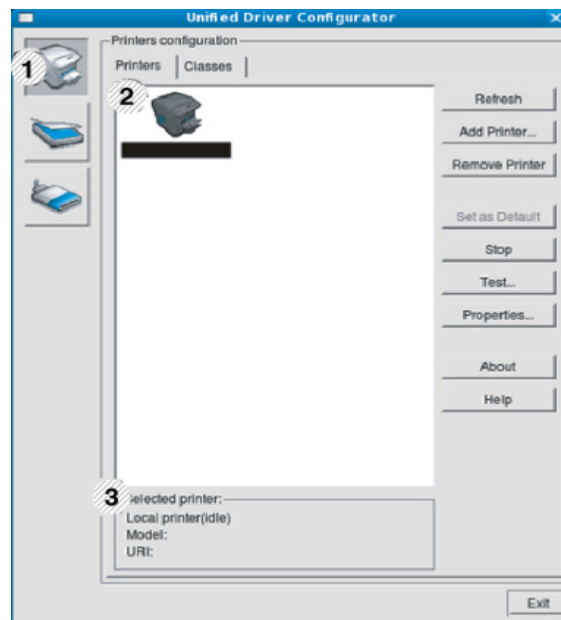 Unified Driver Configurator
1
Printers configuration
Printers Classes
2
Refresh
Add Printer...
Remove Printer
Set as Default
Stop
Test...
Properties...
About
Help
3
Selected printer:
Local printer(idle)
Model:
URI:
Exit